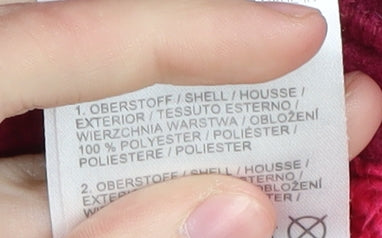 1. OBERSTOFF / SHELL / HOUSSE /
EXTERIOR / TESSUTO ESTERNO /
WIERZCHNIA WARSTWA / OBLOŽENÍ
100 % POLYESTER / POLIÉSTER /
POLIESTERE / POLIESTER
2. OBERSTOFF / SHELL / HOUSSE /
EXTERIOR